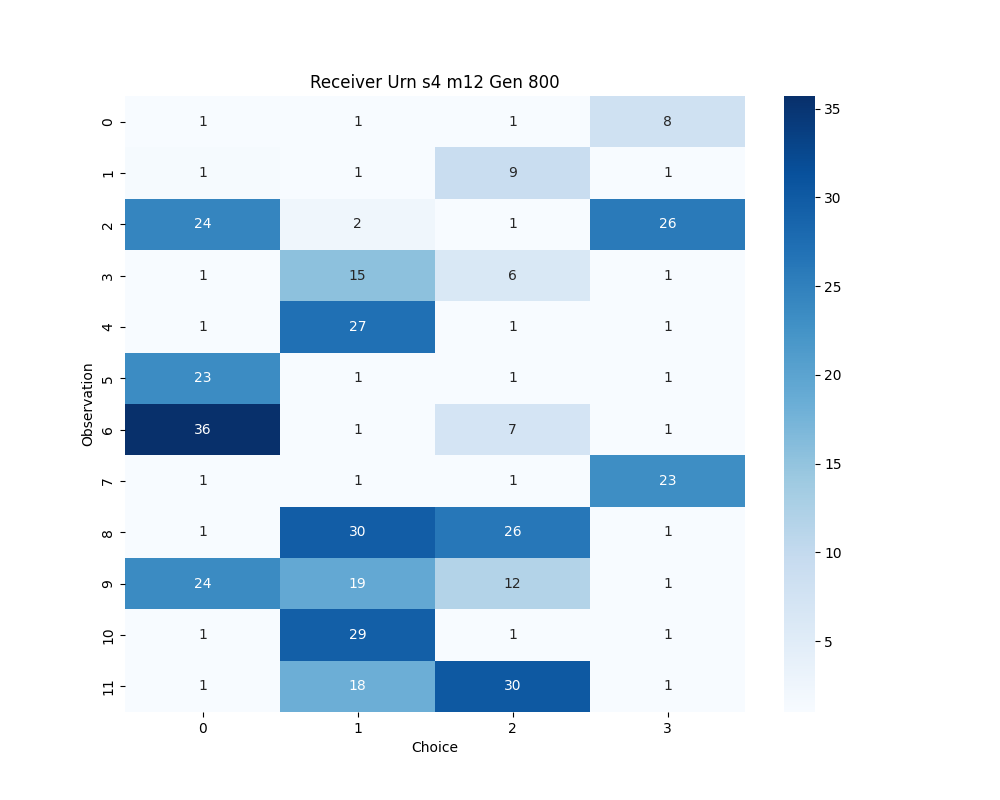 Receiver Urn s4 m12 Gen 800
0 1 1 1 8
1 1 1 9 1
2 24 2 1 26
3 1 15 6 1
4 1 27 1 1
5 23 1 1 1
6 36 1 7 1
7 1 1 1 23
8 1 30 26 1
9 24 19 12 1
10 1 29 1 1
11 1 18 30 1
0 1 2 3
Choice
Observation
35
30
25
20
15
10
5